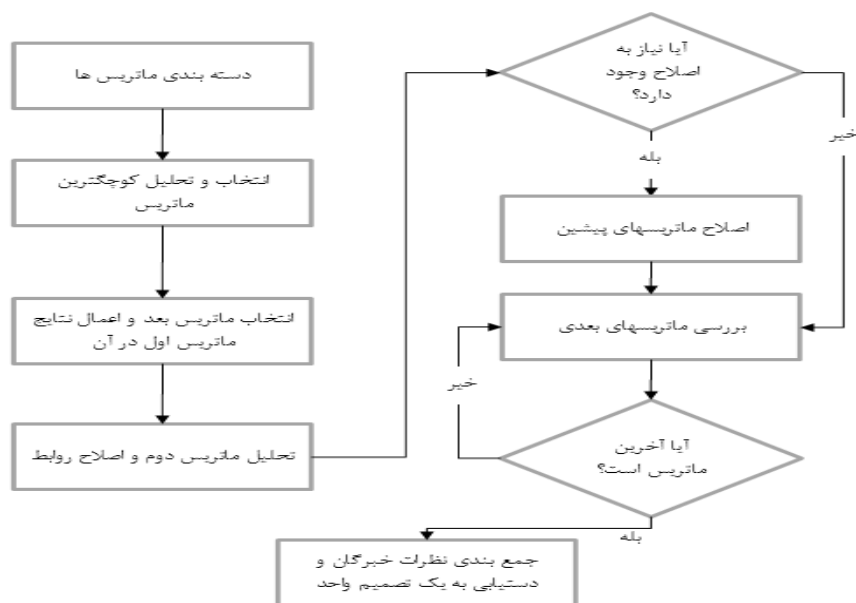 دسته بندی ماتریس ها
انتخاب و تحلیل کوچگترین
ماتریس
انتخاب ماتریس بعد و اعمال نتایج
ماتریس اول در آن
تحلیل ماتریس دوم و اصلاح روابط
آیا نیاز به
اصلاح وجود
دارد؟
خیر
بله
اصلاح ماتریسهای پیشین
بررسی ماتریسهای بعدی
خیر
آیا آخرین
ماتریس است؟
بله
جمع بندی نظرات خبرگان و
دستیابی به یک تصمیم واحد